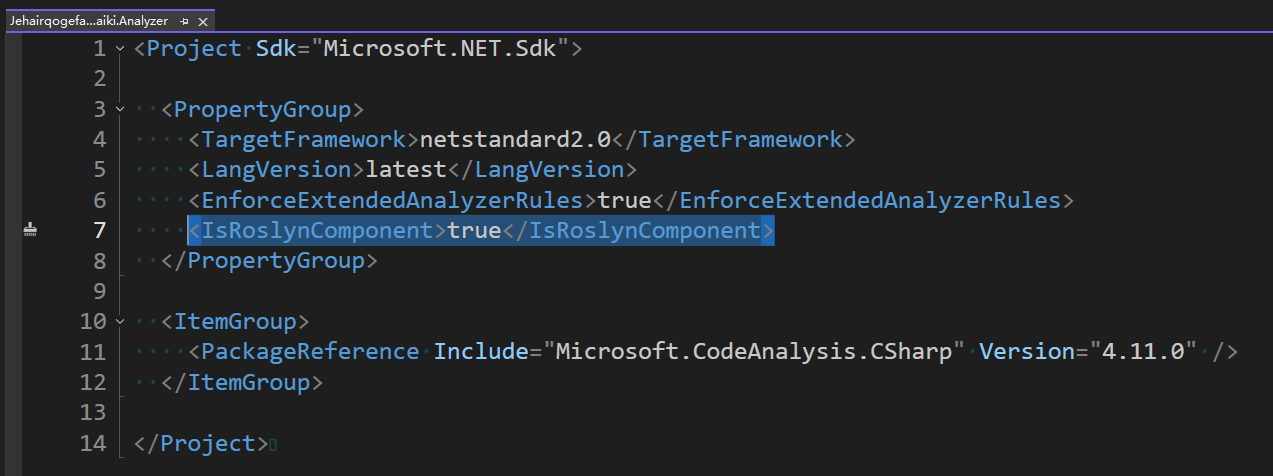 Jehairqogefa...aiki.Analyzer
1 <Project Sdk="Microsoft.NET.Sdk">
2
3 <PropertyGroup>
4 <TargetFramework>netstandard2.0</TargetFramework>
5 <LangVersion>latest</LangVersion>
6 <EnforceExtendedAnalyzerRules>true</EnforceExtendedAnalyzerRules>
7 <IsRoslynComponent>true</IsRoslynComponent>
8 </PropertyGroup>
9
10 <ItemGroup>
11 <PackageReference Include="Microsoft.CodeAnalysis.CSharp" Version="4.11.0" />
12 </ItemGroup>
13
14 </Project>